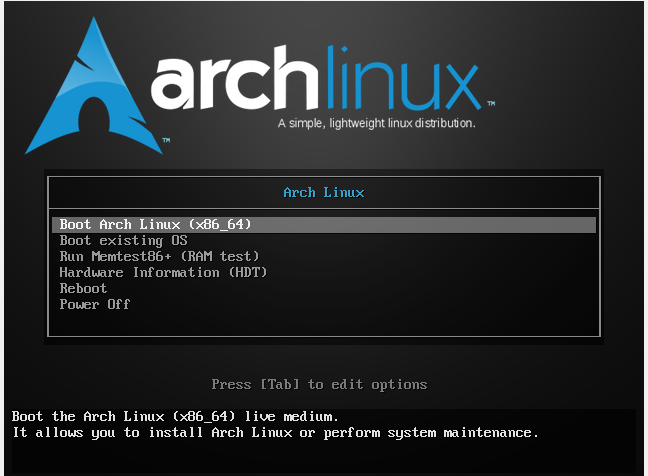 archlinux ™
A simple, lightweight linux distribution.
™
Arch Linux
Boot Arch Linux (x86_64)
Boot existing OS
Run Memtest86+ (RAM test)
Hardware Information (HDT)
Reboot
Power Off
Press [Tab] to edit options
Boot the Arch Linux (x86_64) live medium.
It allows you to install Arch Linux or perform system maintenance.